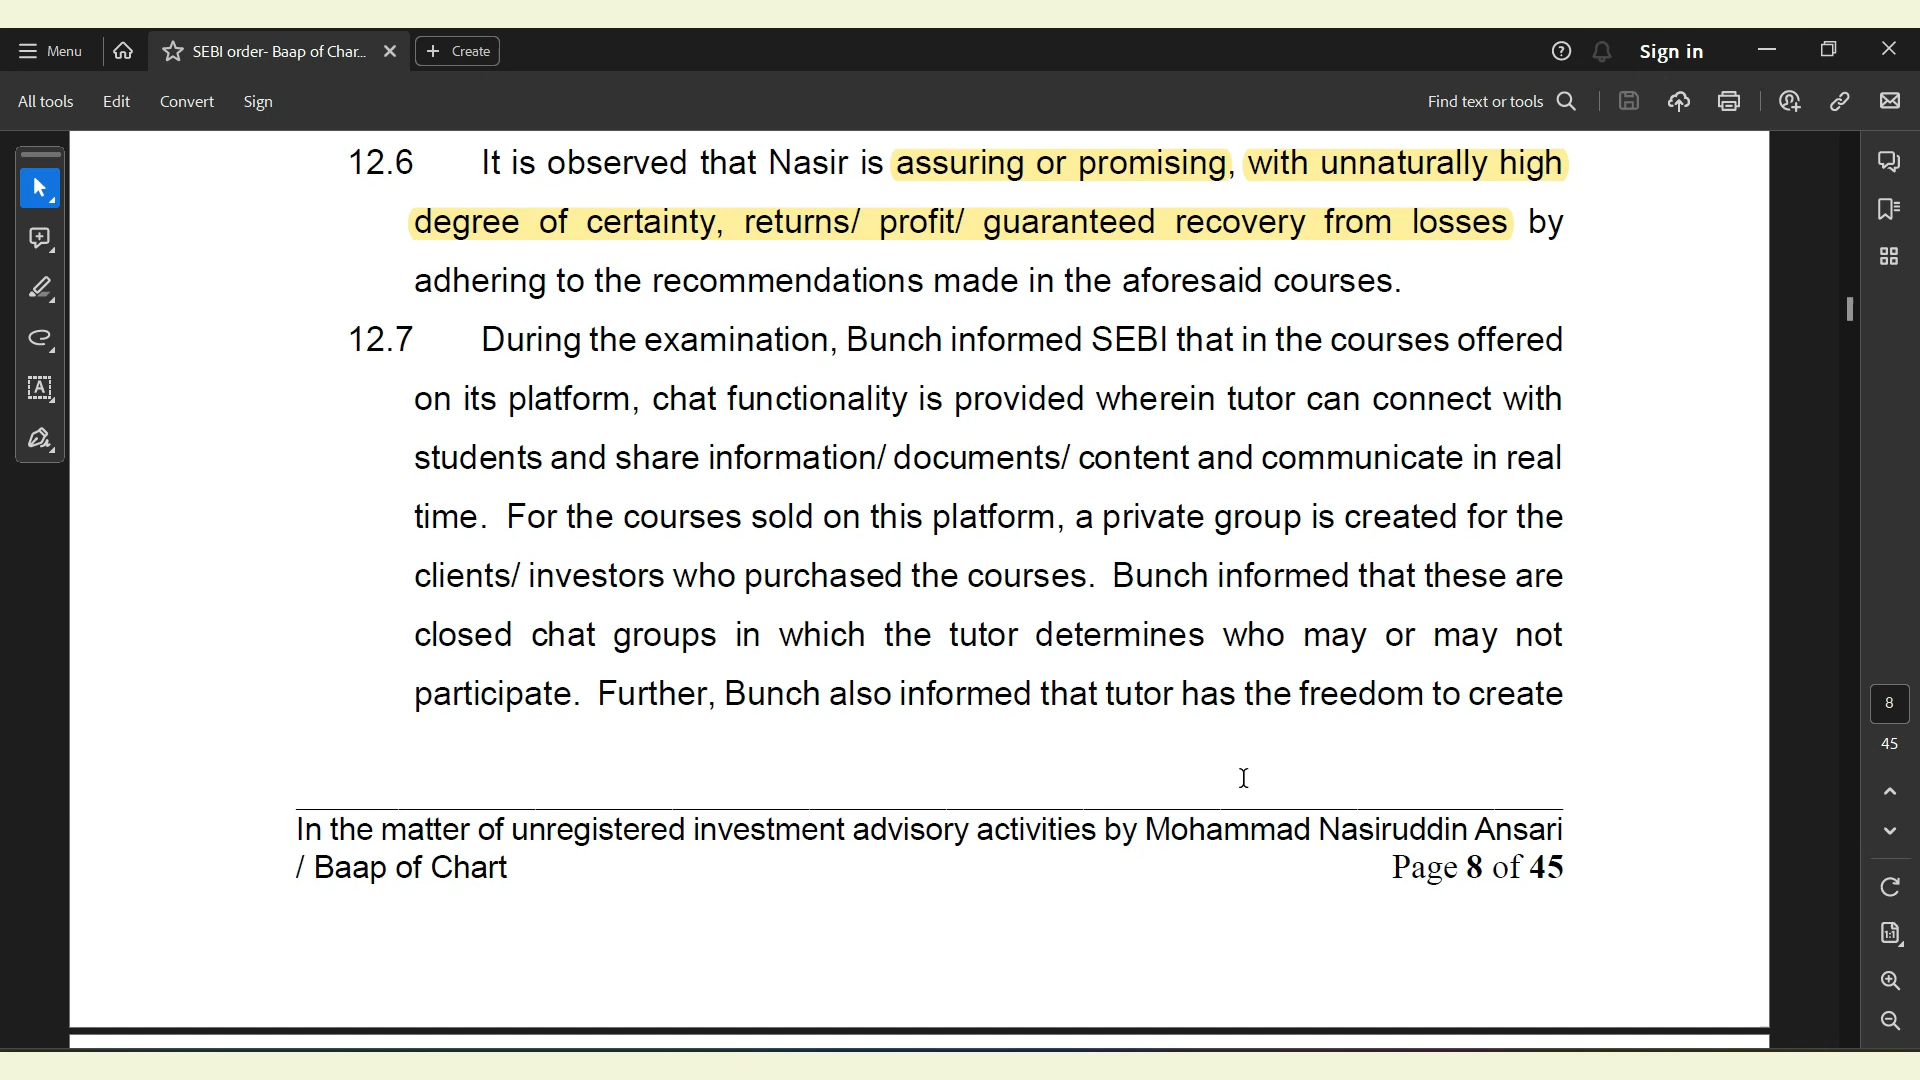 Menu
SEBI order- Baap of Char...
Create
Sign in
All tools
Edit
Convert
Sign
Find text or tools
12.6 It is observed that Nasir is assuring or promising, with unnaturally high
degree of certainty, returns/ profit/ guaranteed recovery from losses by
adhering to the recommendations made in the aforesaid courses.
12.7 During the examination, Bunch informed SEBI that in the courses offered
on its platform, chat functionality is provided wherein tutor can connect with
students and share information/ documents/ content and communicate in real
time. For the courses sold on this platform, a private group is created for the
clients/ investors who purchased the courses. Bunch informed that these are
closed chat groups in which the tutor determines who may or may not
participate. Further, Bunch also informed that tutor has the freedom to create
8
45
In the matter of unregistered investment advisory activities by Mohammad Nasiruddin Ansari
/ Baap of Chart
Page 8 of 45